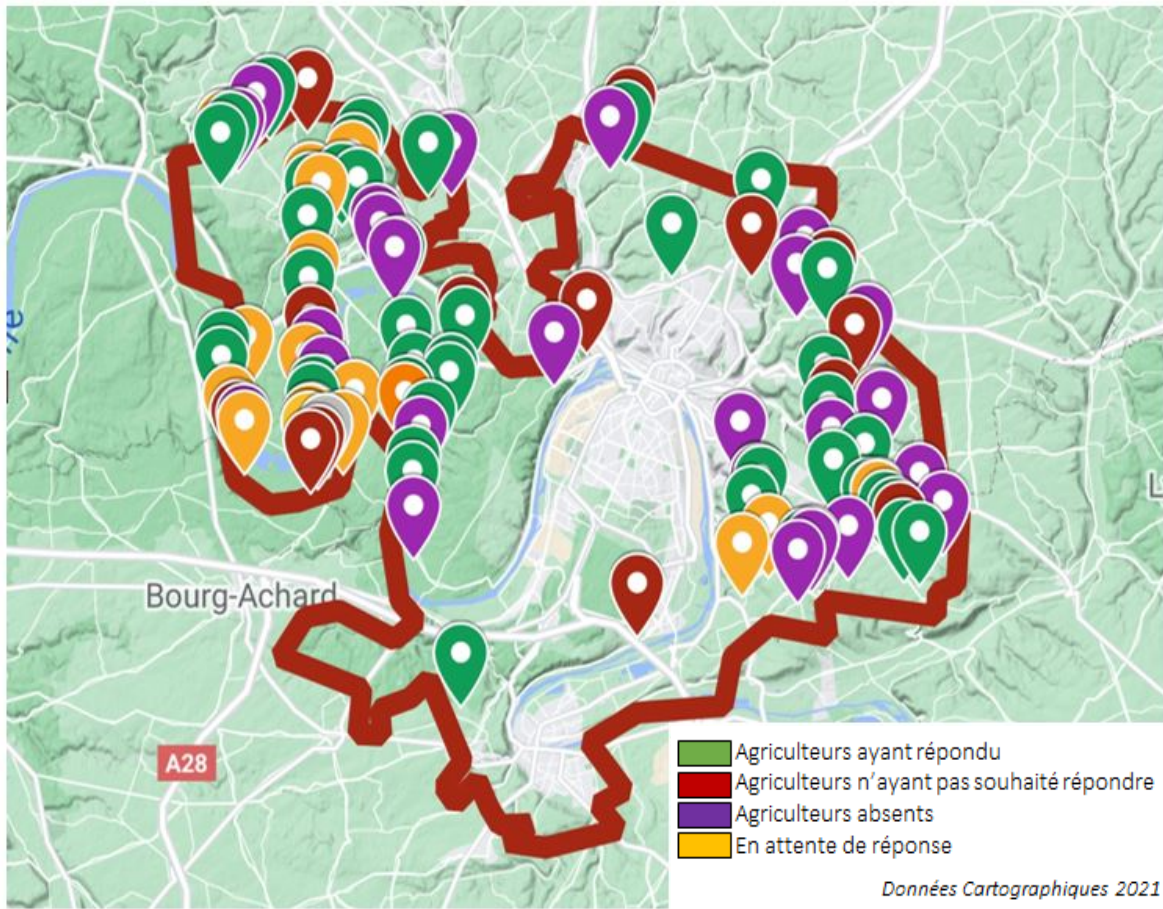 Bourg-Achard
A28
Agriculteurs ayant répondu
Agriculteurs n'ayant pas souhaité répondre
Agriculteurs absents
En attente de réponse
Données Cartographiques 2021